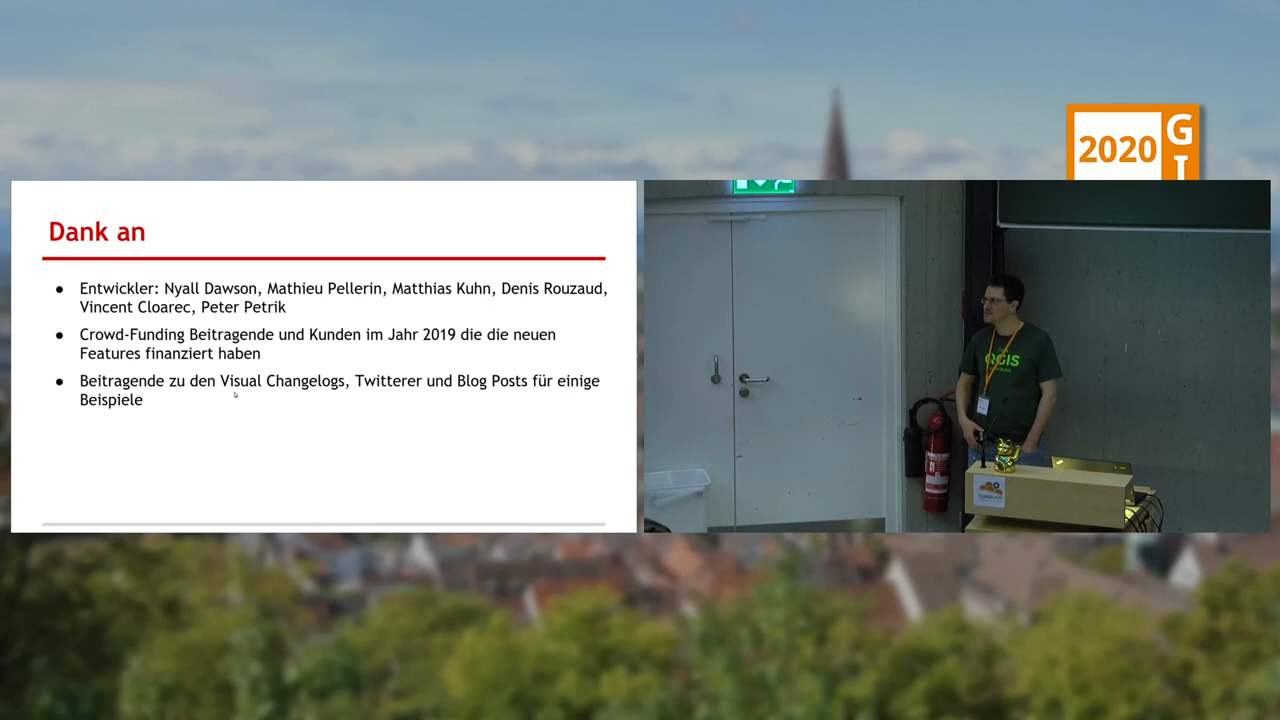 2020
G
I
Dank an
● Entwickler: Nyall Dawson, Mathieu Pellerin, Matthias Kuhn, Denis Rouzaud,
Vincent Cloarec, Peter Petrik
● Crowd-Funding Beitragende und Kunden im Jahr 2019 die die neuen
Features finanziert haben
● Beitragende zu den Visual Changelogs, Twitterer und Blog Posts für einige
Beispiele
QGIS